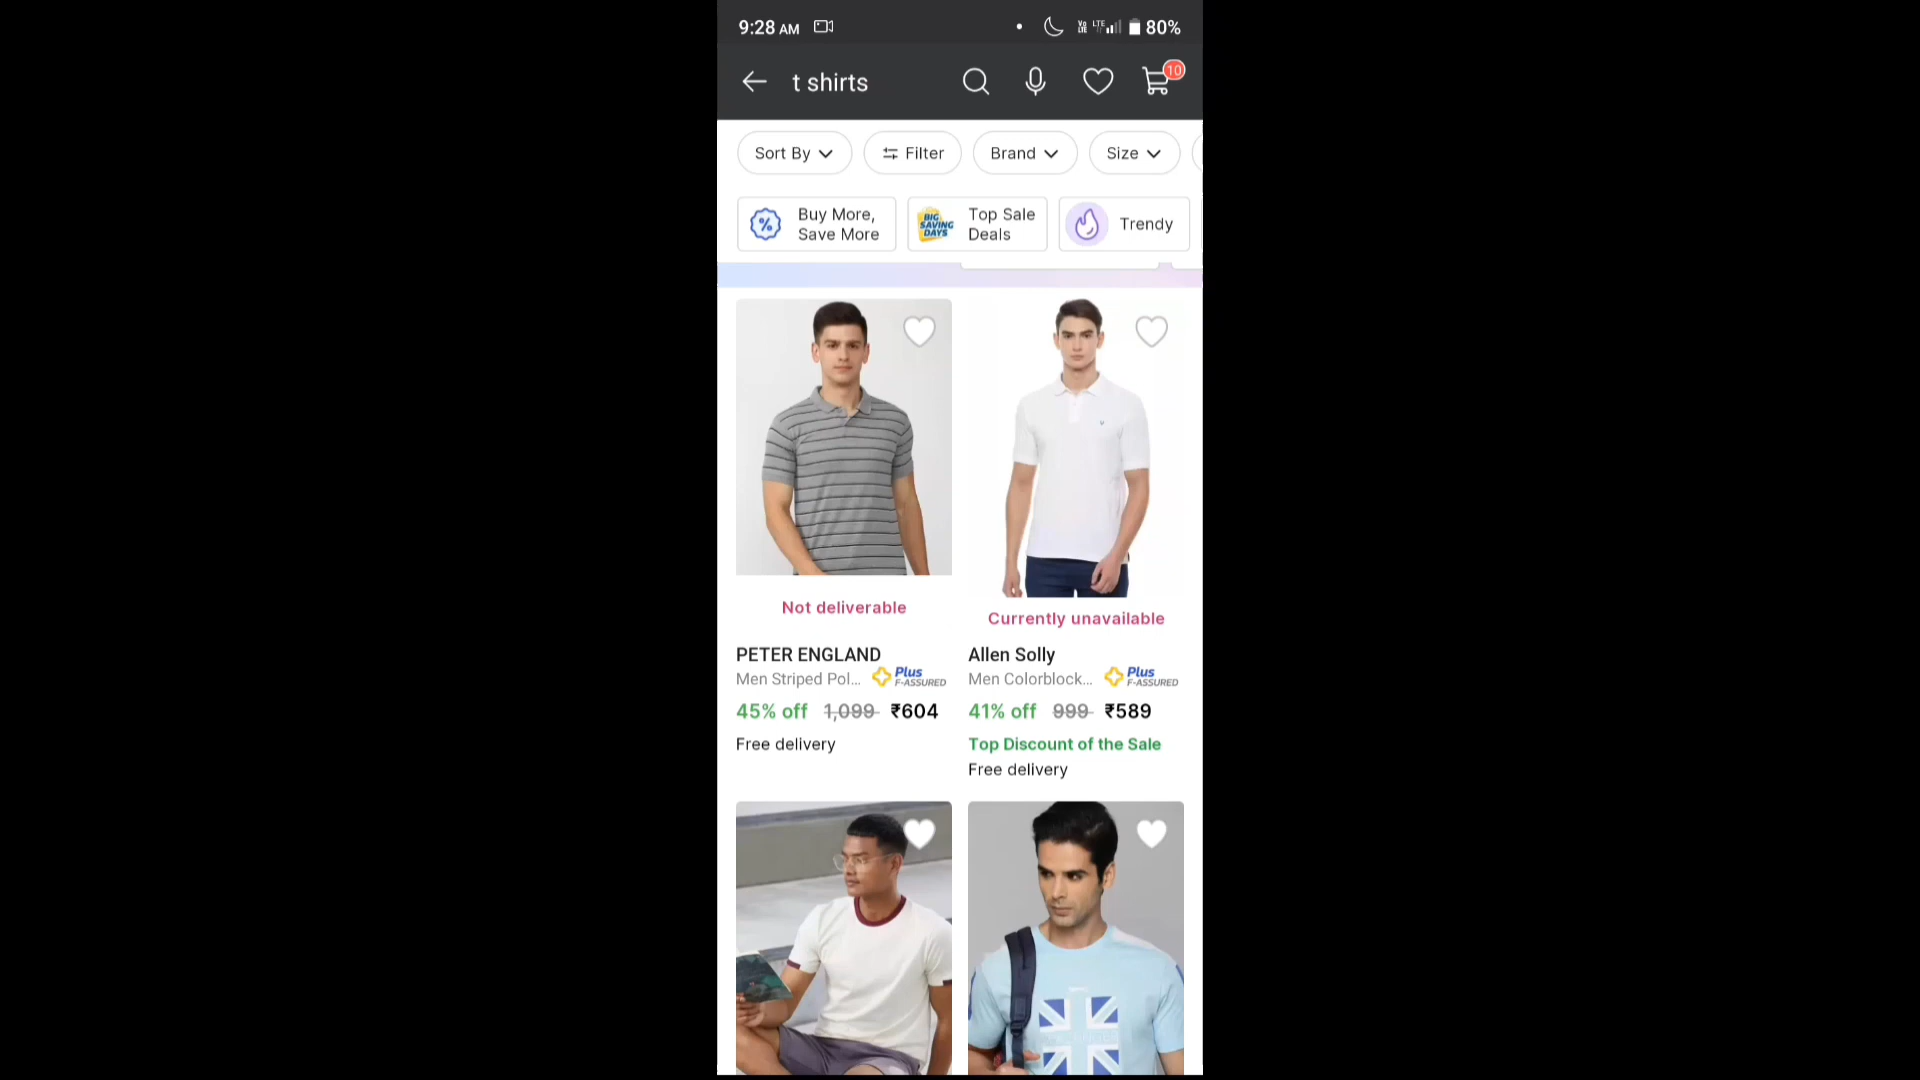 9:28 AM
80%
t shirts
10
Sort By
Filter
Brand
Size
Buy More,
Save More
BIG
SAVING
DAYS
Top Sale
Deals
Trendy
Not deliverable
Currently unavailable
PETER ENGLAND
Men Striped Pol...
Plus
F-ASSURED
45% off 1,099 ₹604
Free delivery
Allen Solly
Men Colorblock...
Plus
F-ASSURED
41% off 999 ₹589
Top Discount of the Sale
Free delivery